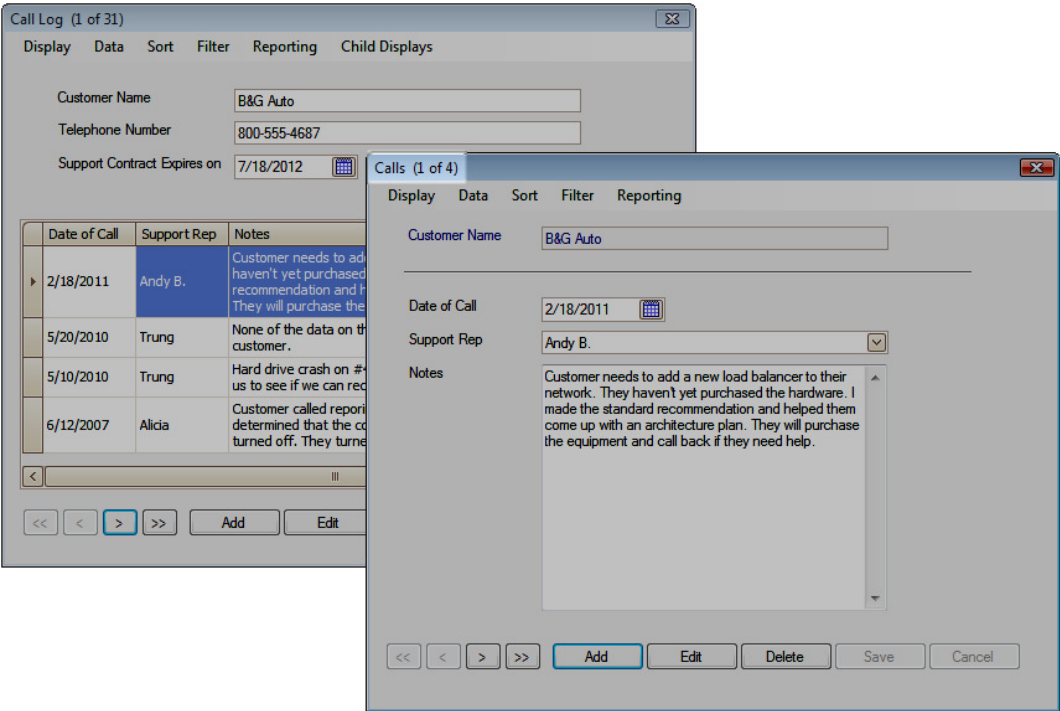 Call Log (1 of 31)
Display Data Sort Filter Reporting Child Displays
Customer Name B&G Auto
Telephone Number 800-555-4687
Support Contract Expires on 7/18/2012
Date of Call Support Rep Notes
2/18/2011 Andy B.
Customer needs to
haven't yet purchased
recommendation and
They will purchase the
5/20/2010 Trung
None of the data on
customer.
5/10/2010 Trung
Hard drive crash on
us to see if we can
6/12/2007 Alicia
Customer called
determined that the
turned off. They
<< < > >> Add Edit
Calls (1 of 4)
Display Data Sort Filter Reporting
Customer Name B&G Auto
Date of Call 2/18/2011
Support Rep Andy B.
Notes
Customer needs to add a new load balancer to their
network. They haven't yet purchased the hardware. I
made the standard recommendation and helped them
come up with an architecture plan. They will purchase
the equipment and call back if they need help.
<< < > >> Add Edit Delete Save Cancel